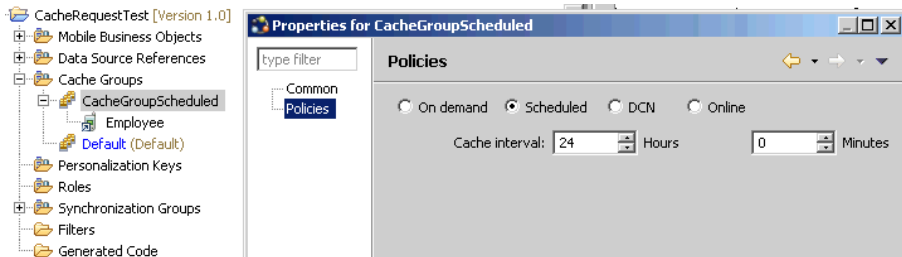 CacheRequestTest [Version 1.0]
Mobile Business Objects
Data Source References
Cache Groups
CacheGroupScheduled
Employee
Default (Default)
Personalization Keys
Roles
Synchronization Groups
Filters
Generated Code
Properties for CacheGroupScheduled
type filter
Common
Policies
Policies
On demand Scheduled DCN Online
Cache interval: 24 Hours 0 Minutes